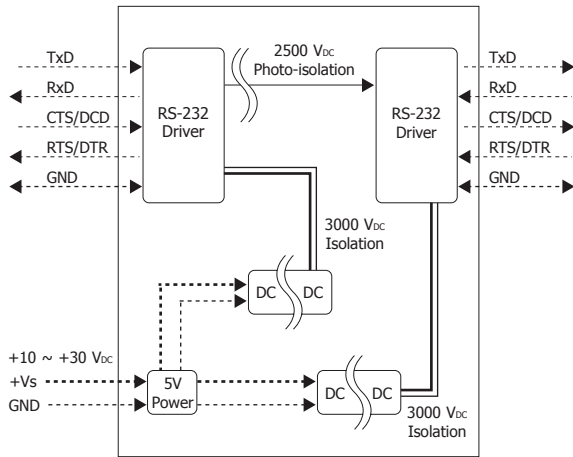 TxD
RxD
CTS/DCD
RTS/DTR
GND
RS-232
Driver
2500 VDC
Photo-isolation
RS-232
Driver
TxD
RxD
CTS/DCD
RTS/DTR
GND
3000 VDC
Isolation
DC
DC
+10 ~ +30 VDC
+Vs
GND
5V
Power
DC
DC
3000 VDC
Isolation